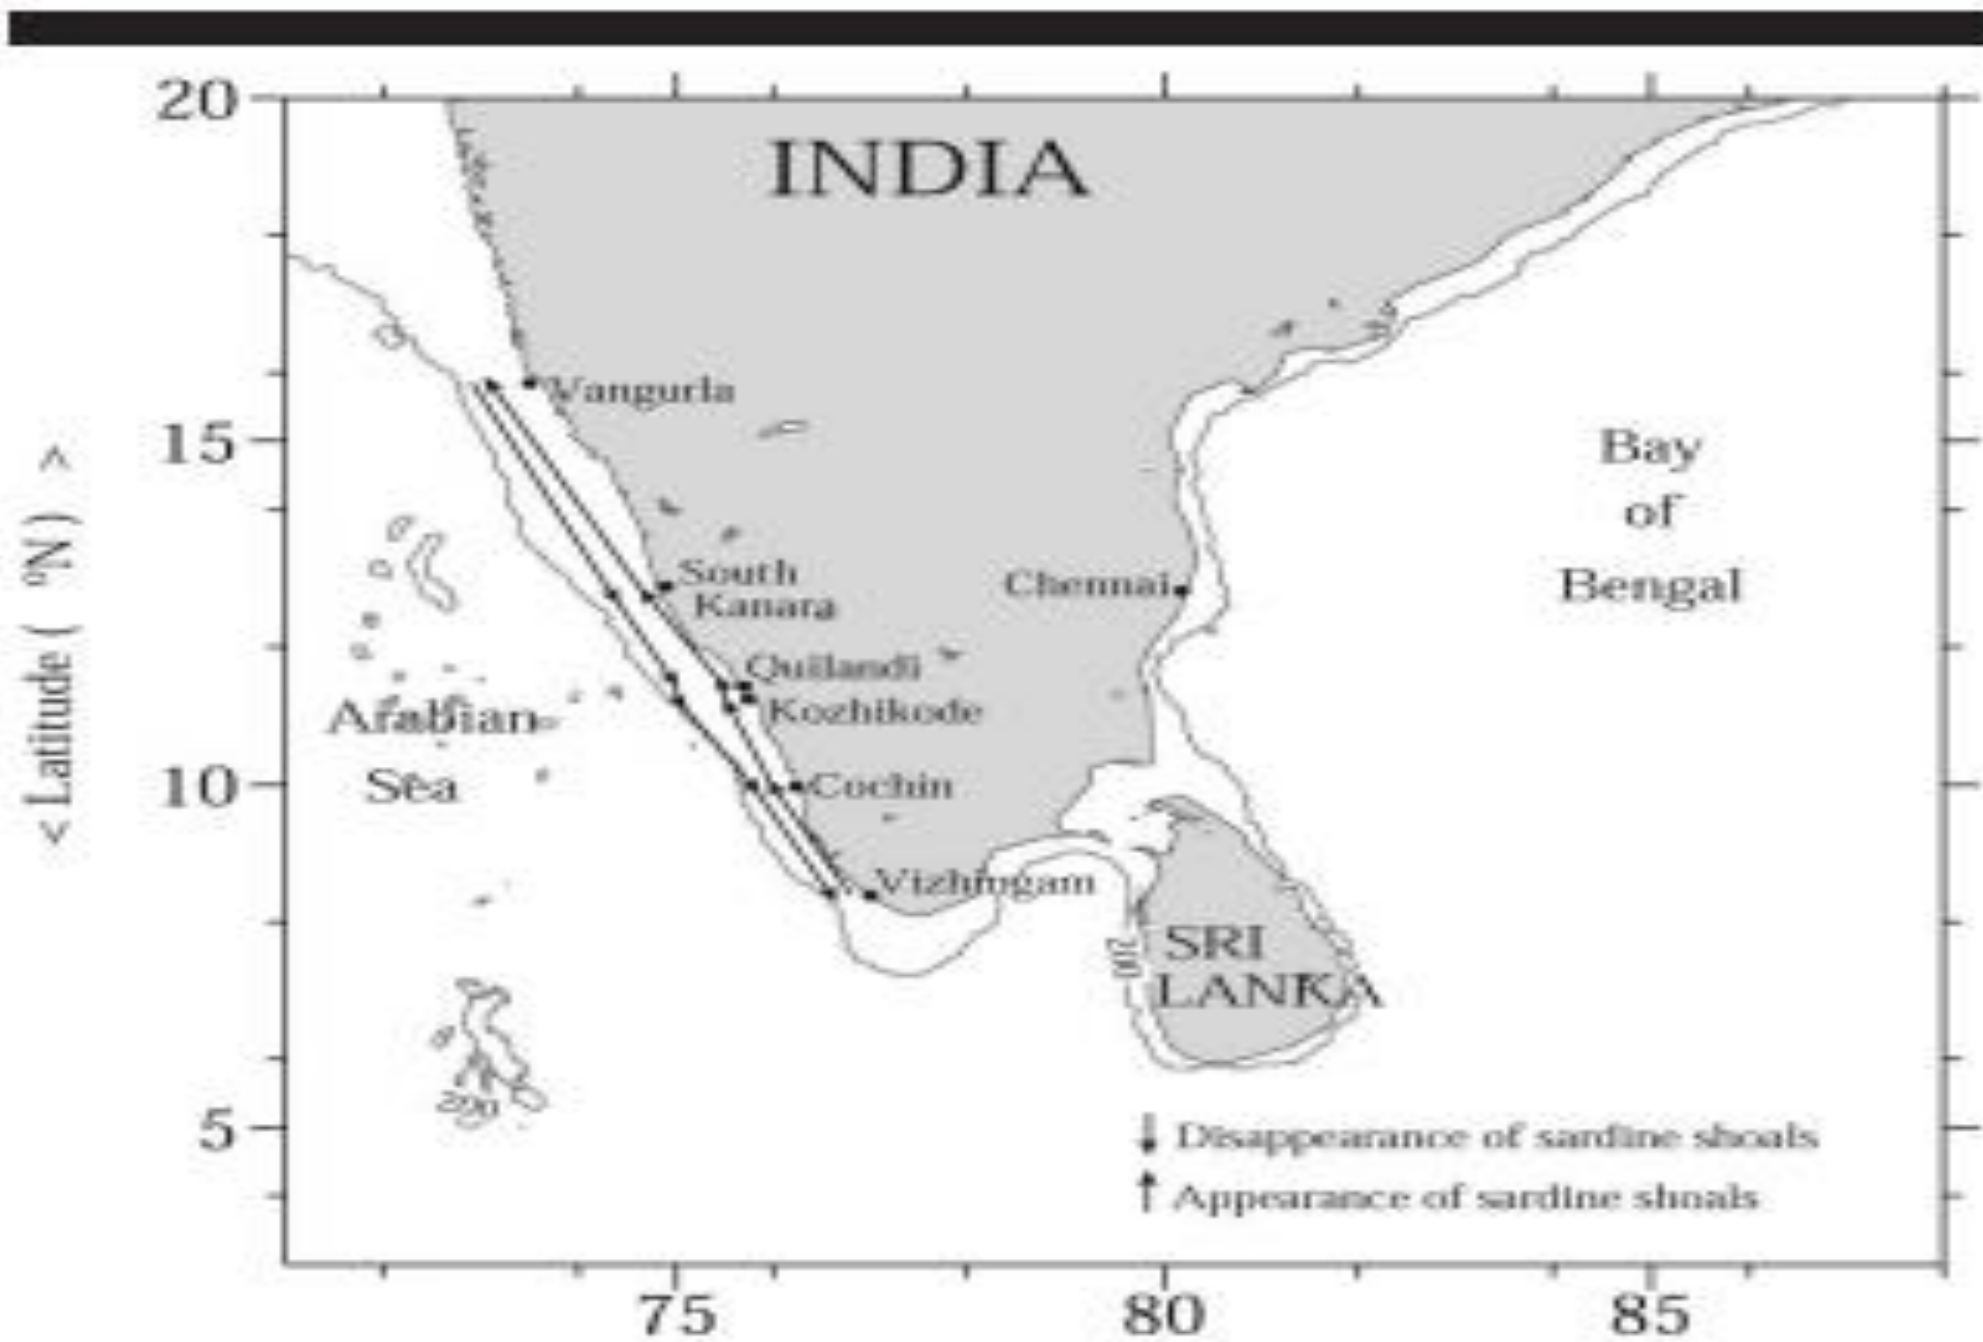 20
INDIA
Vangurla
15
Bay
of
Bengal
< Latitude ( °N) >
South
Kanara
Chennai
Quilandi
Kozhikode
Arabian
Sea
10
Cochin
Vizhingam
200
SRI
LANKA
200
5
Disappearance of sardine shoals
Appearance of sardine shoals
75
80
85